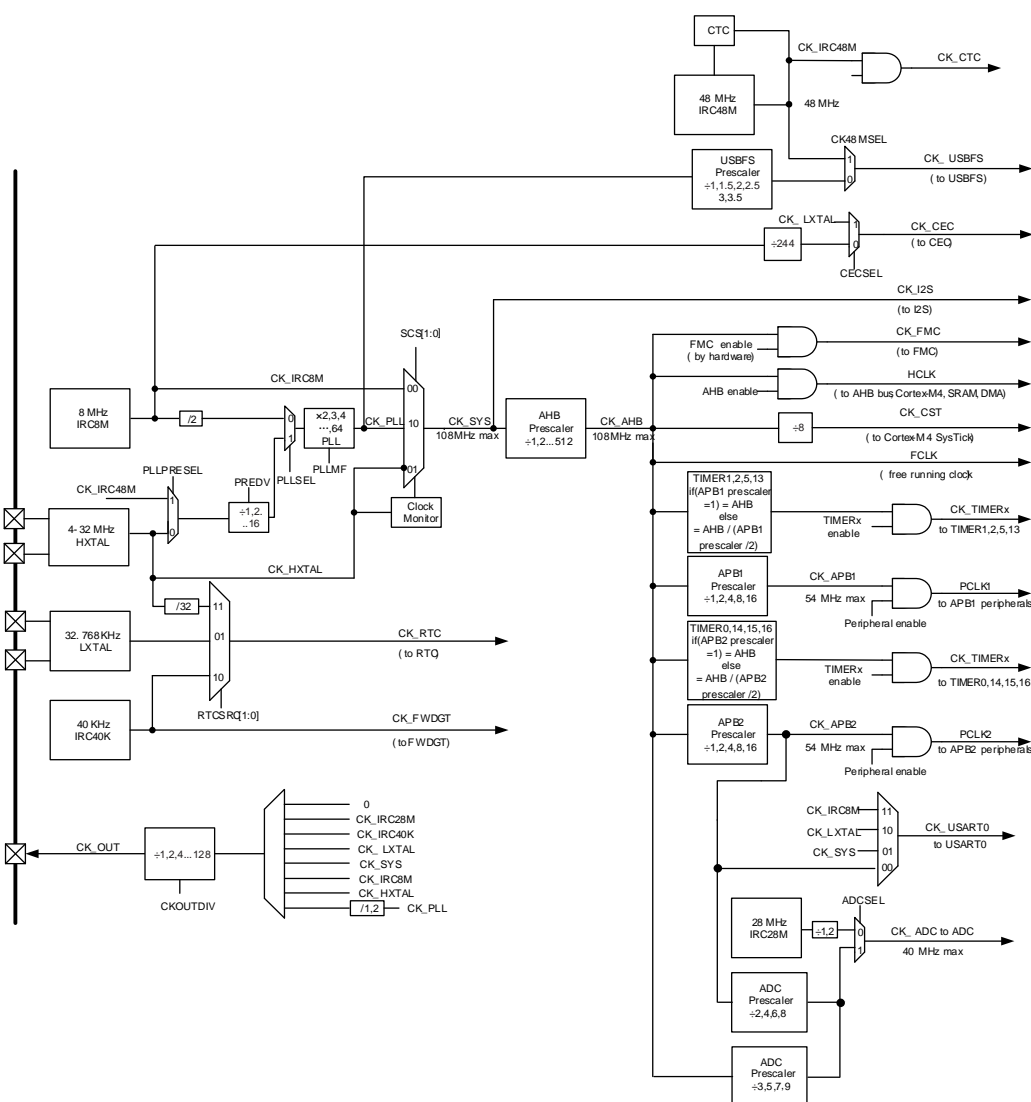 CTC
CK_IRC48M
CK_CTC
48 MHz
IRC48M
48 MHz
CK48MSEL
USBFS
Prescaler
÷1,1.5,2,2.5
3,3.5
1
0
CK_ USBFS
( to USBFS)
CK_ LXTAL
÷244
1
0
CK_CEC
( to CEC)
CECSEL
CK_I2S
(to I2S)
SCS[1:0]
FMC enable
( by hardware)
CK_FMC
( to FMC)
CK_IRC8M
00
AHB enable
HCLK
( to AHB bus,Cortex-M4, SRAM, DMA)
8 MHz
IRC8M
/2
0
1
×2,3,4
…,64
PLL
CK_PLL
10
CK_SYS
108MHz max
AHB
Prescaler
÷1,2...512
CK_AHB
108MHz max
÷8
CK_CST
( to Cortex-M4 SysTick)
PLLMF
PLLSEL
01
FCLK
( free running clock)
PLLPRESEL
PREDV
CK_IRC48M
1
0
÷1,2.
..16
Clock
Monitor
4-32 MHz
HXTAL
TIMER1,2,5,13
if(APB1 prescaler
=1) = AHB
else
= AHB / (APB1
prescaler /2)
TIMERx
enable
CK_TIMERx
to TIMER1,2,5,13
CK_HXTAL
APB1
Prescaler
÷1,2,4,8,16
CK_APB1
54 MHz max
Peripheral enable
PCLK1
to APB1 peripherals
/32
11
01
10
32.768KHz
LXTAL
CK_RTC
( to RTC)
TIMER0,14,15,16
if(APB2 prescaler
=1) = AHB
else
= AHB / (APB2
prescaler /2)
TIMERx
enable
CK_TIMERx
to TIMER0,14,15,16
RTCSRC[1:0]
40 KHz
IRC40K
CK_FWDGT
( to FWDGT)
APB2
Prescaler
÷1,2,4,8,16
CK_APB2
54 MHz max
Peripheral enable
PCLK2
to APB2 peripherals
0
CK_IRC28M
CK_IRC40K
CK_ LXTAL
CK_SYS
CK_IRC8M
CK_HXTAL
/1,2
CK_PLL
CK_OUT
÷1,2,4...128
CKOUTDIV
CK_IRC8M
CK_LXTAL
CK_SYS
11
10
01
00
CK_USART0
to USART0
ADCSEL
28 MHz
IRC28M
÷1,2
0
1
CK_ ADC to ADC
40 MHz max
ADC
Prescaler
÷2,4,6,8
ADC
Prescaler
÷3,5,7,9